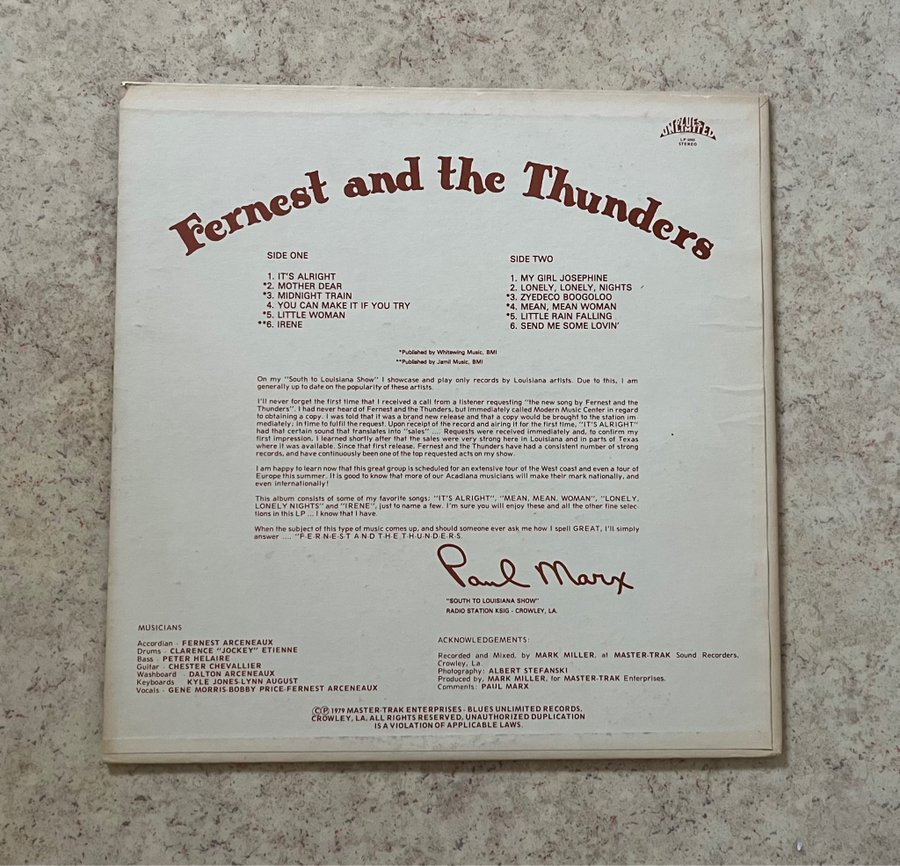 BLUES
UNLIMITED
STEREO
Fernest and the Thunders
SIDE ONE
1. IT'S ALRIGHT
*2. MOTHER DEAR
*3. MIDNIGHT TRAIN
4. YOU CAN MAKE IT IF YOU TRY
*5. LITTLE WOMAN
**6. IRENE
SIDE TWO
1. MY GIRL JOSEPHINE
2. LONELY, LONELY, NIGHTS
*3. ZYEDECO BOOGOLOO
*4. MEAN, MEAN WOMAN
*5. LITTLE RAIN FALLING
6. SEND ME SOME LOVIN'
*Published by Whitewing Music, BMI
**Published by Jamil Music, BMI
On my "South to Louisiana Show" I showcase and play only records by Louisiana artists. Due to this, I am
generally up to date on the popularity of these artists.
I'll never forget the first time that I received a call from a listener requesting "the new song by Fernest and the
Thunders". I had never heard of Fernest and the Thunders, but immediately called Modern Music Center in regard
to obtaining a copy. I was told that it was a brand new release and that a copy would be brought to the station im-
mediately; in time to fulfil the request. Upon receipt of the record and airing it for the first time, "IT'S ALRIGHT"
had that certain sound that translates into "sales" .... Requests were received immediately and, to confirm my
first impression, I learned shortly after that the sales were very strong here in Louisiana and in parts of Texas
where it was available. Since that first release, Fernest and the Thunders have had a consistent number of strong
records, and have continuously been one of the top requested acts on my show.
I am happy to learn now that this great group is scheduled for an extensive tour of the West coast and even a tour of
Europe this summer. It is good to know that more of our Acadiana musicians will make their mark nationally, and
even internationally!
This album consists of some of my favorite songs; "IT'S ALRIGHT", "MEAN, MEAN, WOMAN", "LONELY,
LONELY NIGHTS" and "IRENE", just to name a few. I'm sure you will enjoy these and all the other fine selec-
tions in this LP ... I know that I have.
When the subject of this type of music comes up, and should someone ever ask me how I spell GREAT, I'll simply
answer ..... "F-E-R-N-E-S-T A N D T-H-E T-H-U-N-D-E-R-S.
Paul Marx
"SOUTH TO LOUISIANA SHOW"
RADIO STATION KSIG - CROWLEY, LA.
MUSICIANS
Accordian - FERNEST ARCENEAUX
Drums - CLARENCE "JOCKEY" ETIENNE
Bass - PETER HELAIRE
Guitar - CHESTER CHEVALLIER
Washboard - DALTON ARCENEAUX
Keyboards KYLE JONES-LYNN AUGUST
Vocals - GENE MORRIS-BOBBY PRICE-FERNEST ARCENEAUX
ACKNOWLEDGEMENTS:
Recorded and Mixed, by MARK MILLER, at MASTER-TRAK Sound Recorders,
Crowley, La.
Photography: ALBERT STEFANSKI
Produced by, MARK MILLER, for MASTER-TRAK Enterprises.
Comments: PAUL MARX
©℗ 1979 MASTER-TRAK ENTERPRISES - BLUES UNLIMITED RECORDS,
CROWLEY, LA. ALL RIGHTS RESERVED, UNAUTHORIZED DUPLICATION
IS A VIOLATION OF APPLICABLE LAWS.